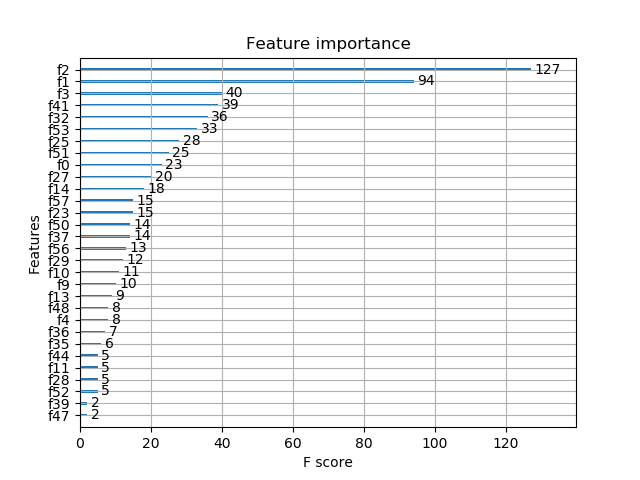 Feature importance
f2 127
f1 94
f3 40
f41 39
f32 36
f53 33
f25 28
f51 25
f0 23
f27 20
f14 18
f57 15
f23 15
f50 14
f37 14
f56 13
f29 12
f10 11
f9 10
f13 9
f48 8
f4 8
f36 7
f35 6
f44 5
f11 5
f28 5
f52 5
f39 2
f47 2
Features
0 20 40 60 80 100 120
F score